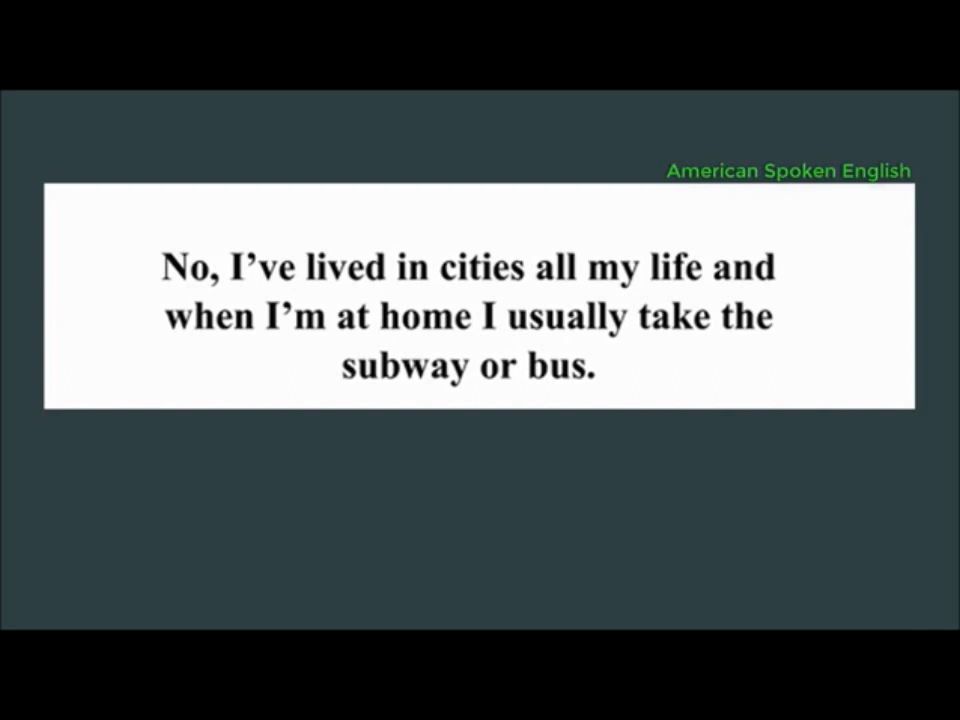 American Spoken English
No, I’ve lived in cities all my life and
when I’m at home I usually take the
subway or bus.